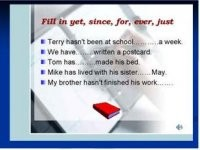 Fill in yet, since, for, ever, just
Terry hasn't been at school...........a week.
We have.......written a postcard.
Tom has.........made his bed.
Mike has lived with his sister......May.
My brother hasn't finished his work.......